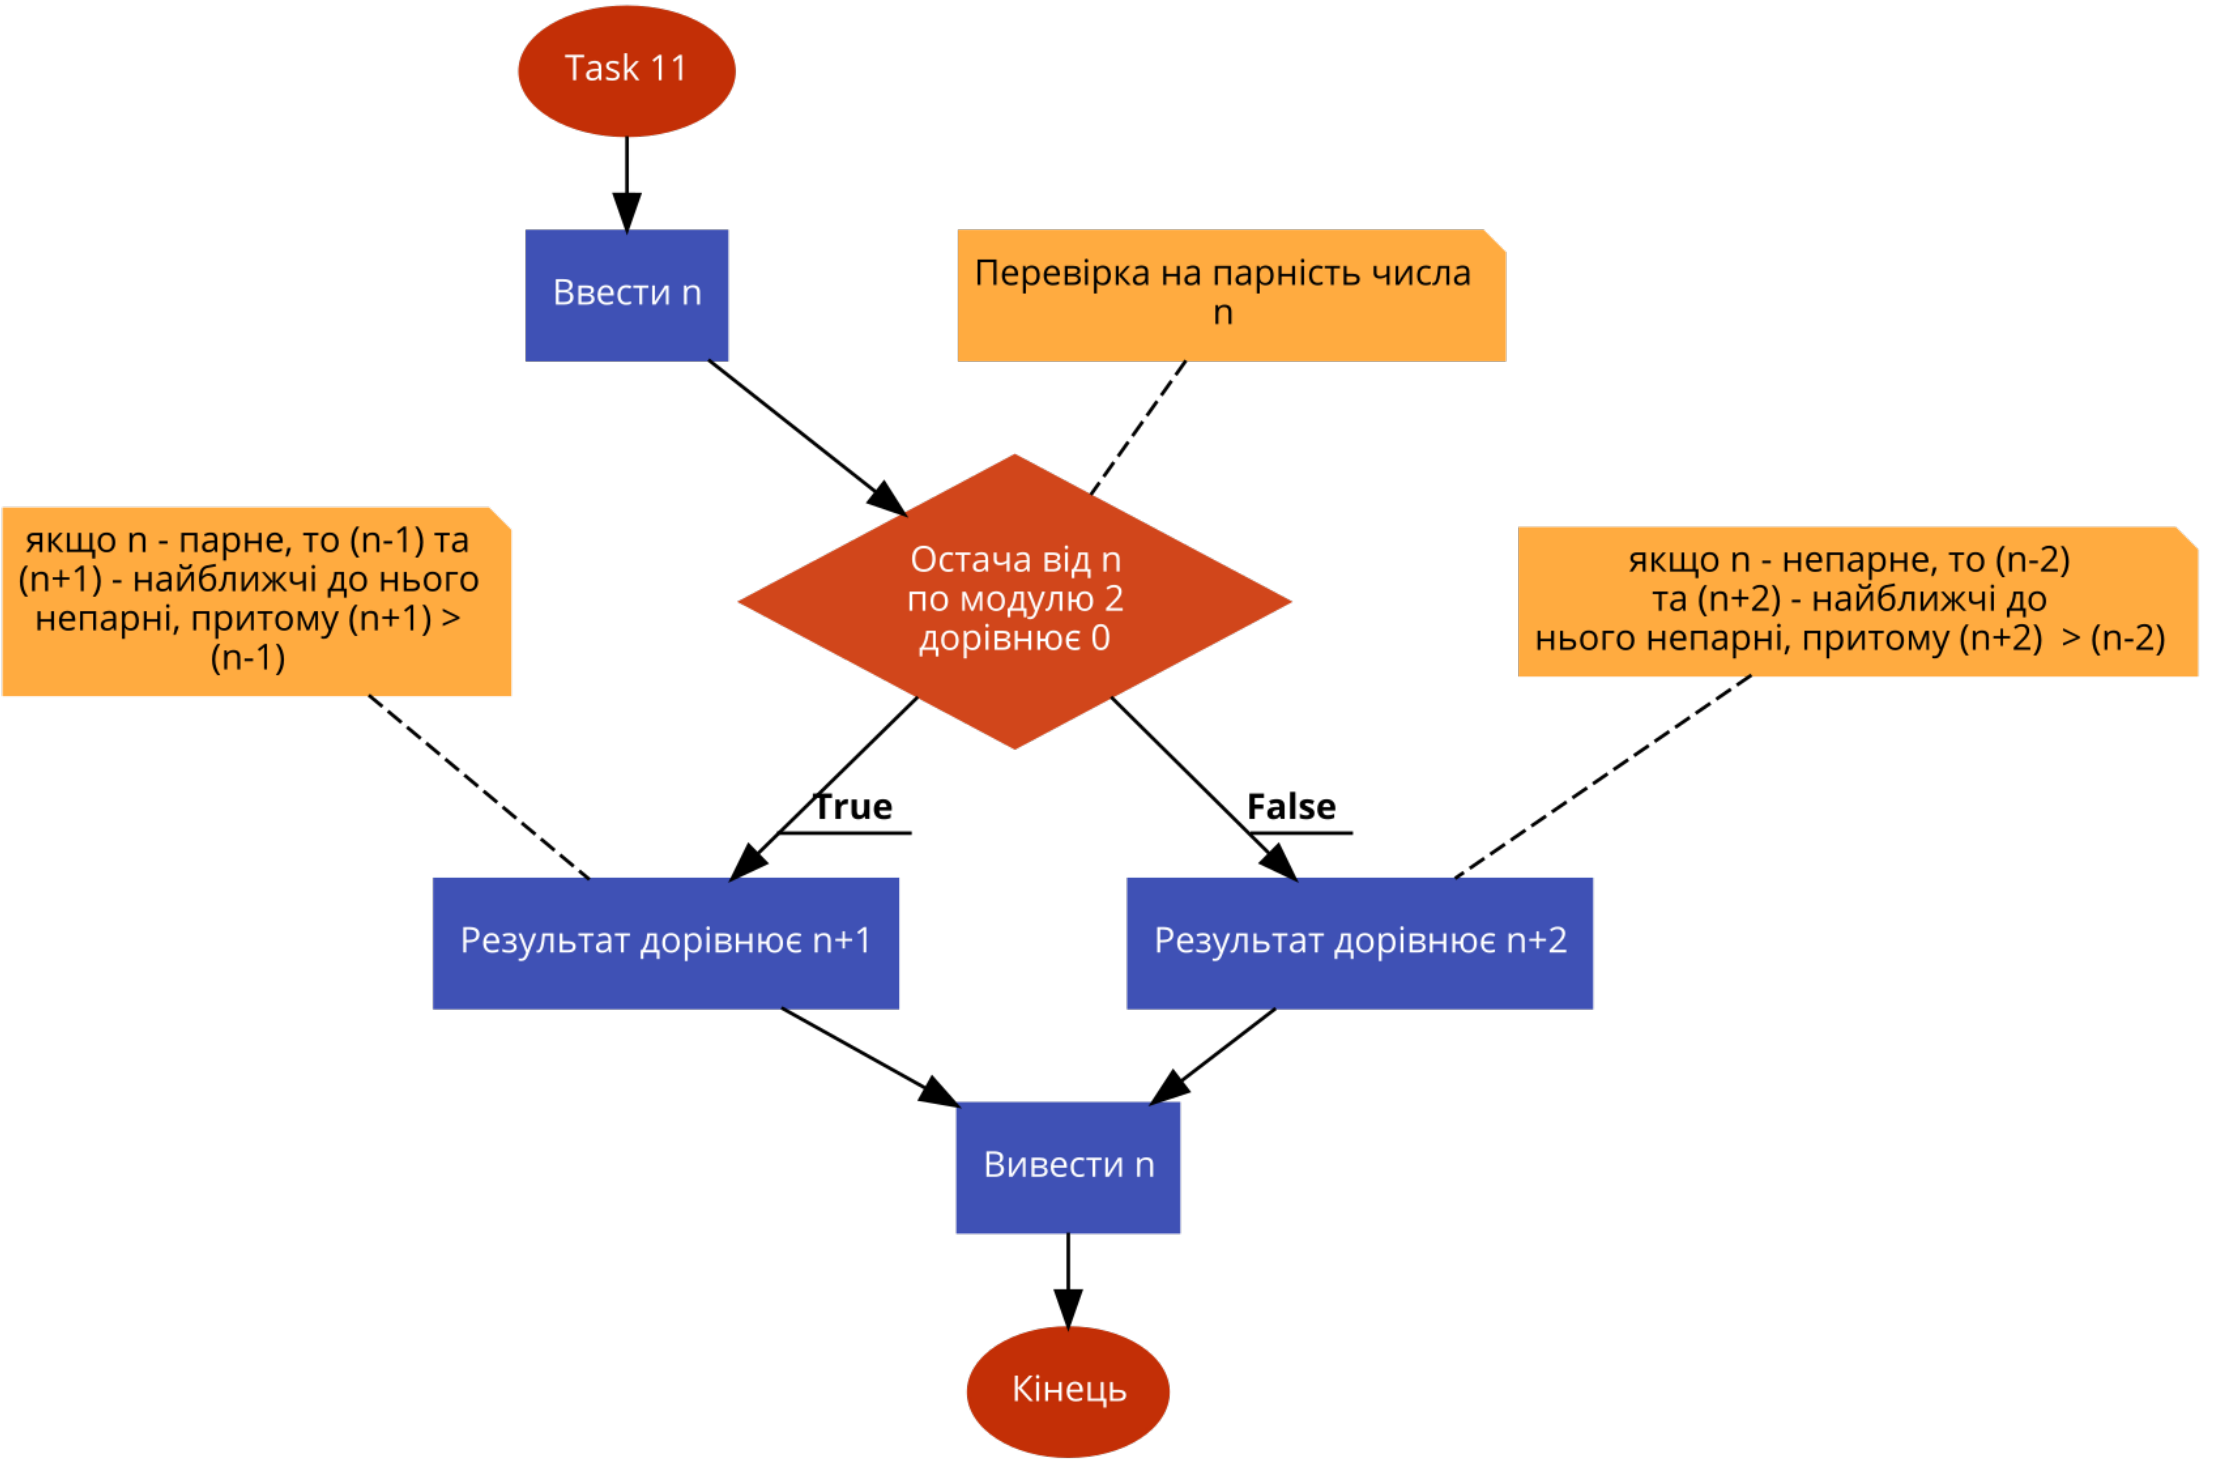 Task 11
Ввести n
Перевірка на парність числа
n
якщо n - парне, то (n-1) та
(n+1) - найближчі до нього
непарні, притому (n+1) >
(n-1)
Остача від n
по модулю 2
дорівнює 0
якщо n - непарне, то (n-2)
та (n+2) - найближчі до
нього непарні, притому (n+2)  > (n-2)
True
False
Результат дорівнює n+1
Результат дорівнює n+2
Вивести n
Кінець